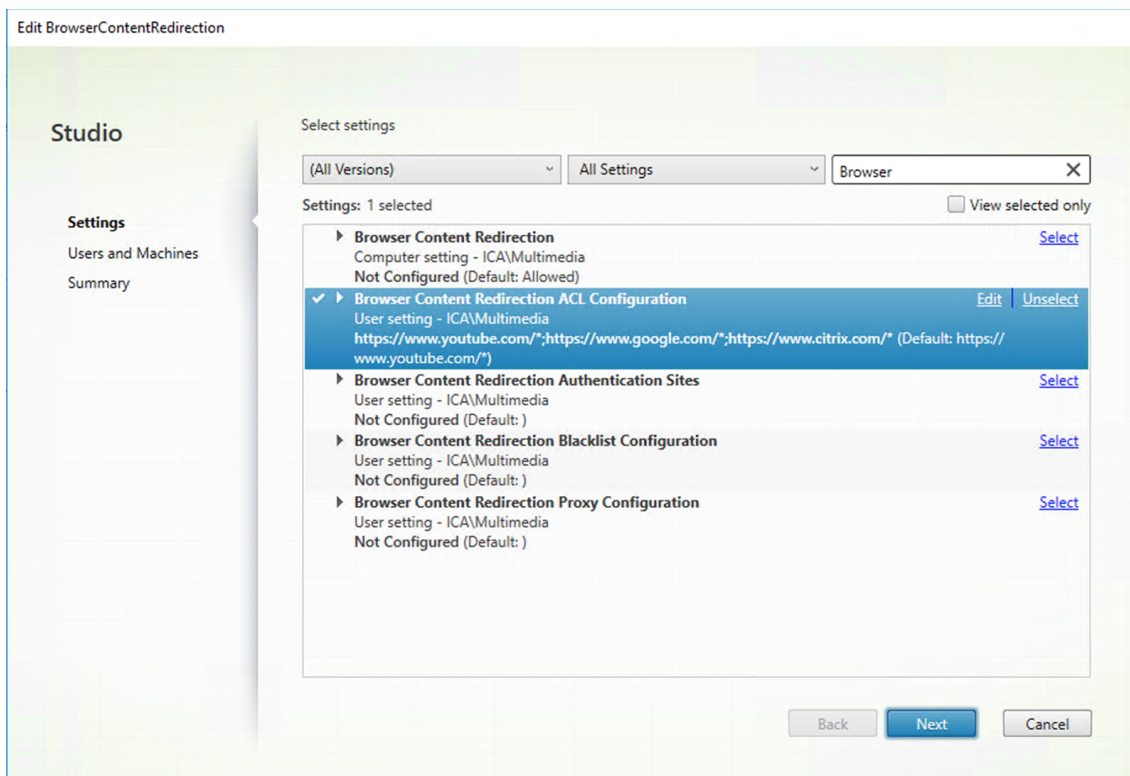 Edit BrowserContentRedirection
Studio
Settings
Users and Machines
Summary
Select settings
(All Versions)
All Settings
Browser
Settings: 1 selected
View selected only
Browser Content Redirection Select
Computer setting - ICA\Multimedia
Not Configured (Default: Allowed)
Browser Content Redirection ACL Configuration Edit Unselect
User setting - ICA\Multimedia
https://www.youtube.com/*;https://www.google.com/*;https://www.citrix.com/* (Default: https://
www.youtube.com/*)
Browser Content Redirection Authentication Sites Select
User setting - ICA\Multimedia
Not Configured (Default: )
Browser Content Redirection Blacklist Configuration Select
User setting - ICA\Multimedia
Not Configured (Default: )
Browser Content Redirection Proxy Configuration Select
User setting - ICA\Multimedia
Not Configured (Default: )
Back
Next
Cancel